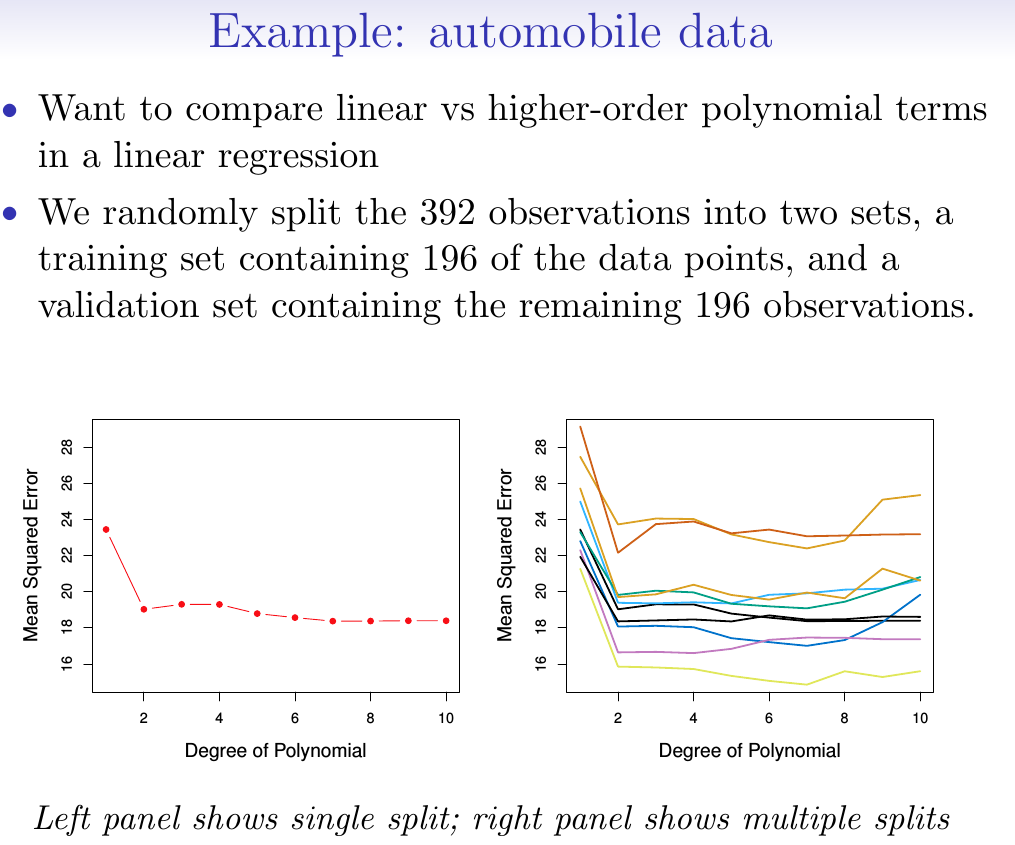 Example: automobile data
• Want to compare linear vs higher-order polynomial terms
in a linear regression
• We randomly split the 392 observations into two sets, a
training set containing 196 of the data points, and a
validation set containing the remaining 196 observations.
Mean Squared Error
28
26
24
22
20
18
16
2 4 6 8 10
Degree of Polynomial
Mean Squared Error
28
26
24
22
20
18
16
2 4 6 8 10
Degree of Polynomial
Left panel shows single split; right panel shows multiple splits